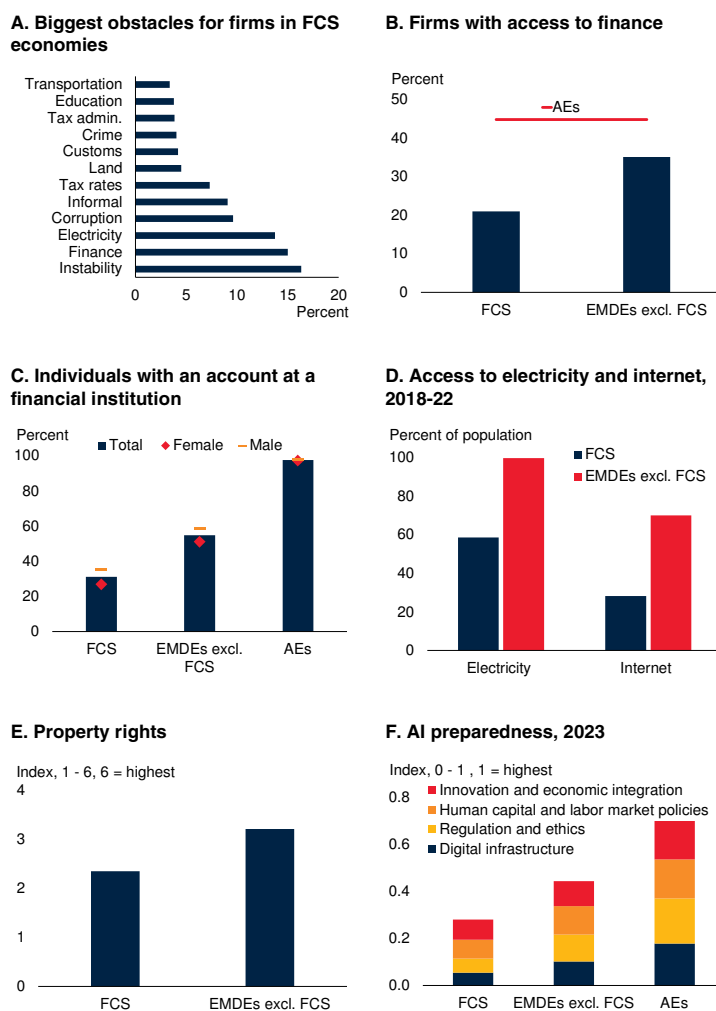 A. Biggest obstacles for firms in FCS
economies
Transportation
Education
Tax admin.
Crime
Customs
Land
Tax rates
Informal
Corruption
Electricity
Finance
Instability
0 5 10 15 20
Percent
B. Firms with access to finance
Percent
AEs
50
40
30
20
10
0
FCS EMDEs excl. FCS
C. Individuals with an account at a
financial institution
Percent
Total Female Male
100
80
60
40
20
0
FCS EMDEs excl. AEs
FCS
D. Access to electricity and internet,
2018-22
Percent of population
FCS
EMDEs excl. FCS
100
80
60
40
20
0
Electricity Internet
E. Property rights
Index, 1 - 6, 6 = highest
4
3
2
1
0
FCS EMDEs excl. FCS
F. AI preparedness, 2023
Index, 0 - 1 , 1 = highest
Innovation and economic integration
Human capital and labor market policies
Regulation and ethics
Digital infrastructure
0.8
0.6
0.4
0.2
0.0
FCS EMDEs excl. FCS AEs